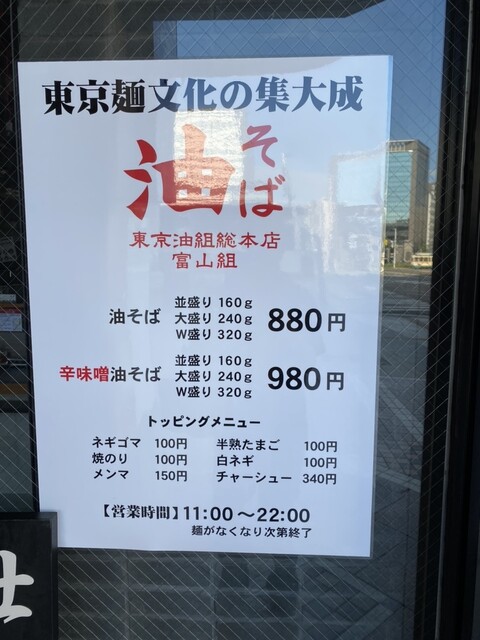 東京麺文化の集大成
油そば
東京油組総本店
富山組
油そば 並盛り 160g 大盛り 240g W盛り 320g 880円
辛味噌油そば 並盛り 160g 大盛り 240g W盛り 320g 980円
トッピングメニュー
ネギゴマ 100円 半熟たまご 100円
焼のり 100円 白ネギ 100円
メンマ 150円 チャーシュー 340円
【営業時間】11:00〜22:00
麺がなくなり次第終了